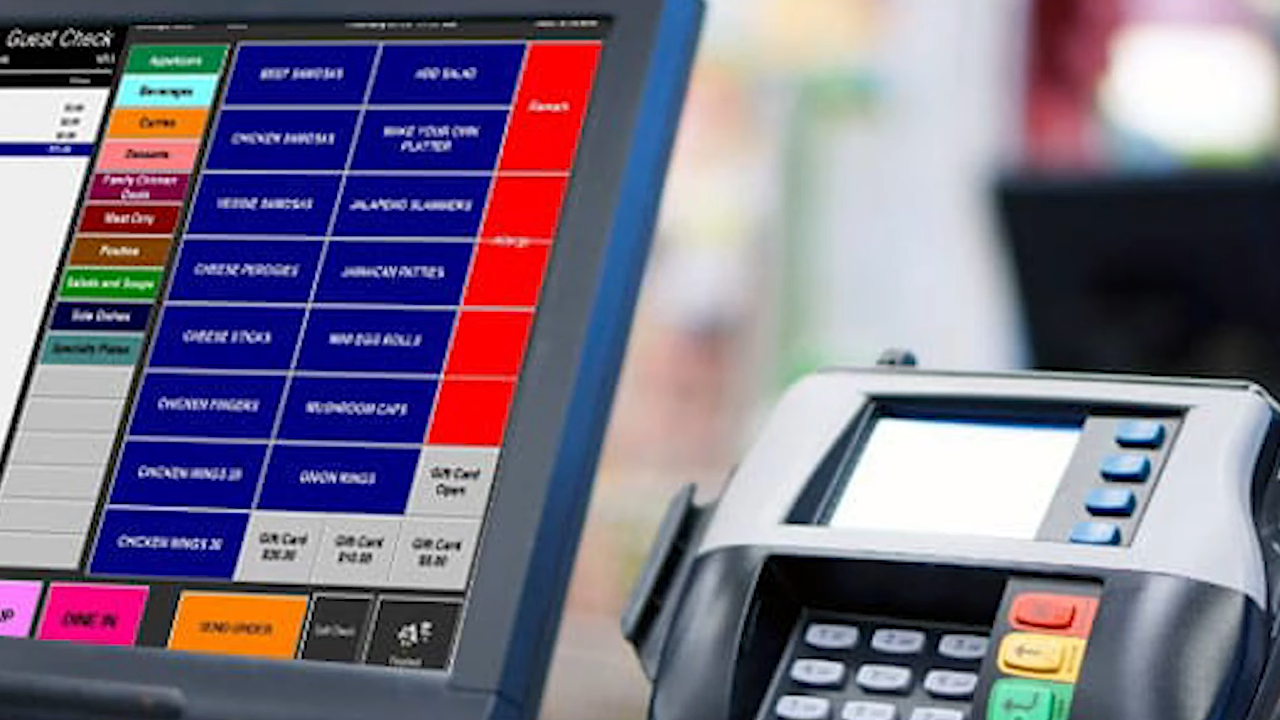 Guest Check
Appetizers
Beverages
Curries
Desserts
Family Chicken
Deals
Meat Only
Poutine
Salads and Soups
Side Dishes
Specialty Plates
BEEF SAMOSAS
ADD SALAD
CHICKEN SAMOSAS
MAKE YOUR OWN
PLATTER
VEGGIE SAMOSAS
JALAPENO SLAMMERS
CHEESE PEROGIES
JAMAICAN PATTIES
CHEESE STICKS
MINI EGG ROLLS
CHICKEN FINGERS
MUSHROOM CAPS
CHICKEN WINGS 10
ONION RINGS
Gift Card
Open
CHICKEN WINGS 20
Gift Card
$20.00
Gift Card
$10.00
Gift Card
$5.00
UP
DINE IN
SEND ORDER